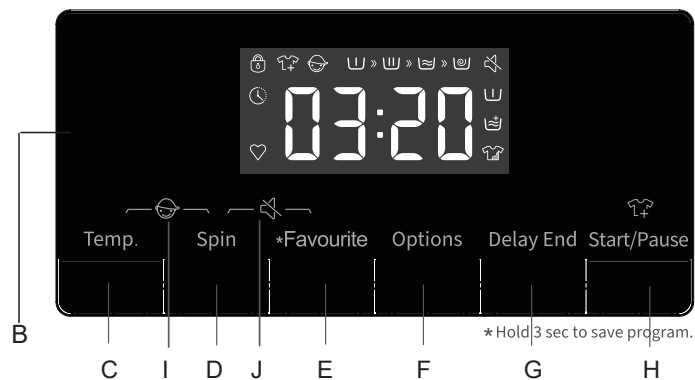 03:20
Temp. Spin *Favourite Options Delay End Start/Pause
* Hold 3 sec to save program.
B
C I D J E F G H